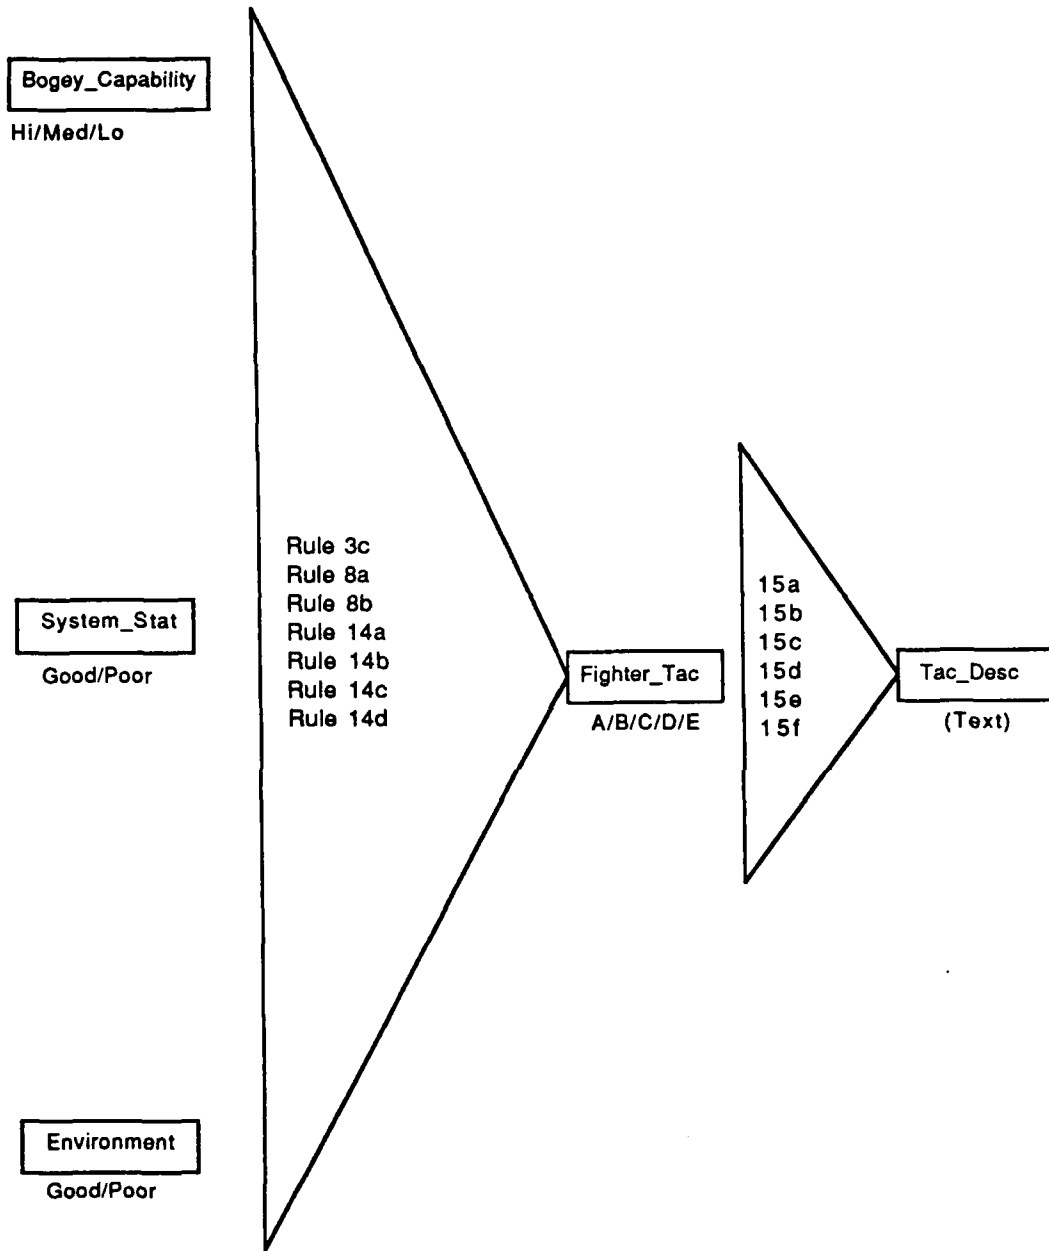 Bogey_Capability
Hi/Med/Lo
Rule 3c
Rule 8a
Rule 8b
Rule 14a
Rule 14b
Rule 14c
Rule 14d
System_Stat
Good/Poor
Fighter_Tac
A/B/C/D/E
15a
15b
15c
15d
15e
15f
Tac_Desc
(Text)
Environment
Good/Poor